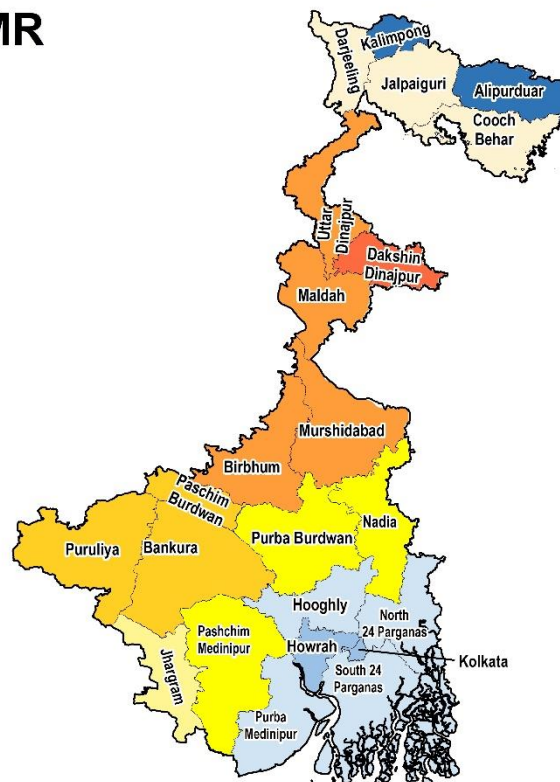 MR
Darjeeling
Kalimpong
Jalpaiguri
Alipurduar
Cooch
Behar
Uttar
Dinajpur
Dakshin
Dinajpur
Maldah
Murshidabad
Birbhum
Paschim
Burdwan
Nadia
Purba Burdwan
Puruliya
Bankura
Hooghly
North
24 Parganas
Pashchim
Medinipur
Howrah
Kolkata
Jhargram
South 24
Parganas
Purba
Medinipur